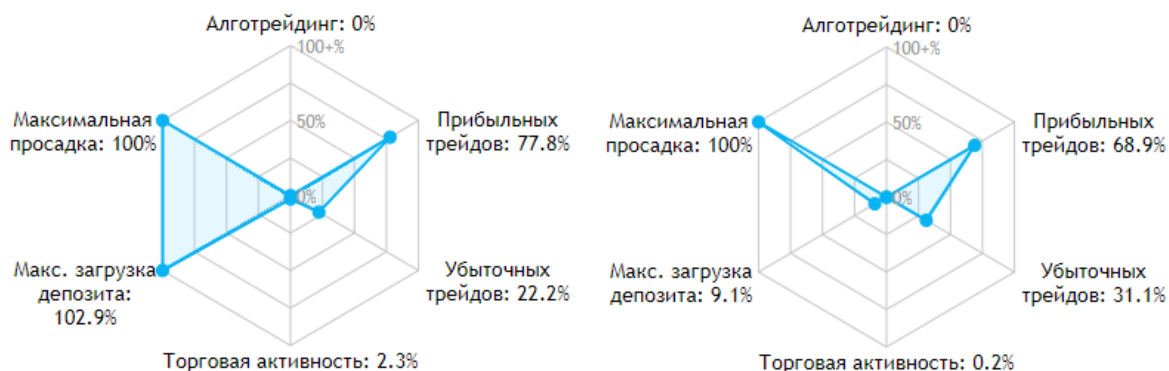 Алготрейдинг: 0%
100+%
Максимальная
просадка: 100%
50%
Прибыльных
трейдов: 77.8%
0%
Макс. загрузка
депозита:
102.9%
Убыточных
трейдов: 22.2%
Торговая активность: 2.3%
Алготрейдинг: 0%
100+%
Максимальная
просадка: 100%
50%
Прибыльных
трейдов: 68.9%
0%
Макс. загрузка
депозита: 9.1%
Убыточных
трейдов: 31.1%
Торговая активность: 0.2%